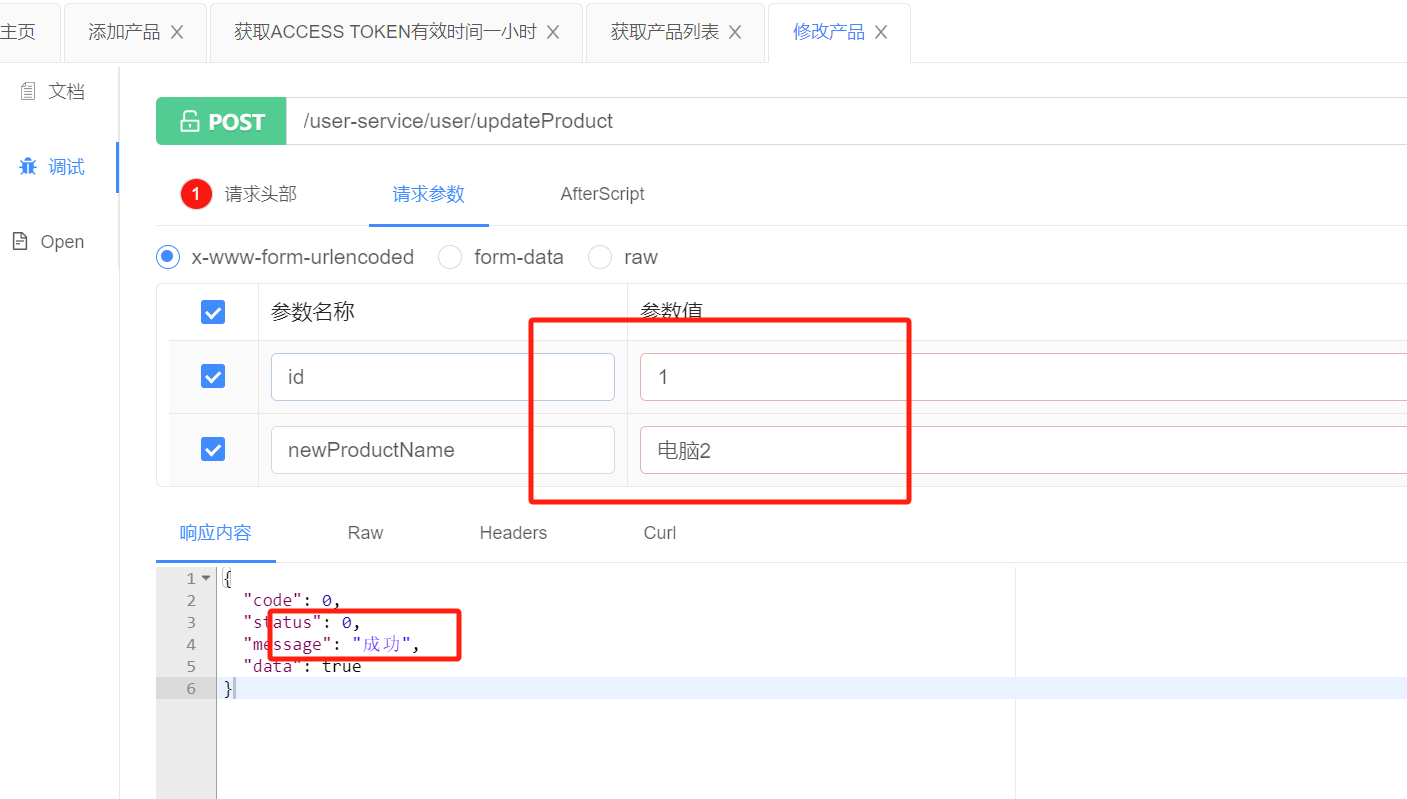 主页 添加产品 获取ACCESS TOKEN有效时间一小时 获取产品列表 修改产品
文档
POST /user-service/user/updateProduct
调试
1 请求头部 请求参数 AfterScript
Open
x-www-form-urlencoded form-data raw
参数名称 参数值
id 1
newProductName 电脑2
响应内容 Raw Headers Curl
1 {
2 "code": 0,
3 "status": 0,
4 "message": "成功",
5 "data": true
6 }